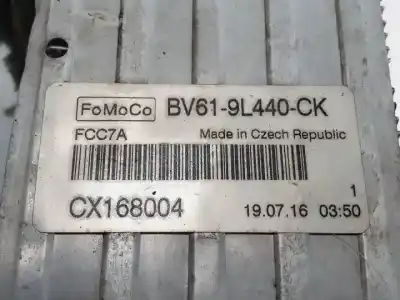 FoMoCo BV61-9L440-CK
FCC7A Made in Czech Republic
1
CX168004 19.07.16 03:50